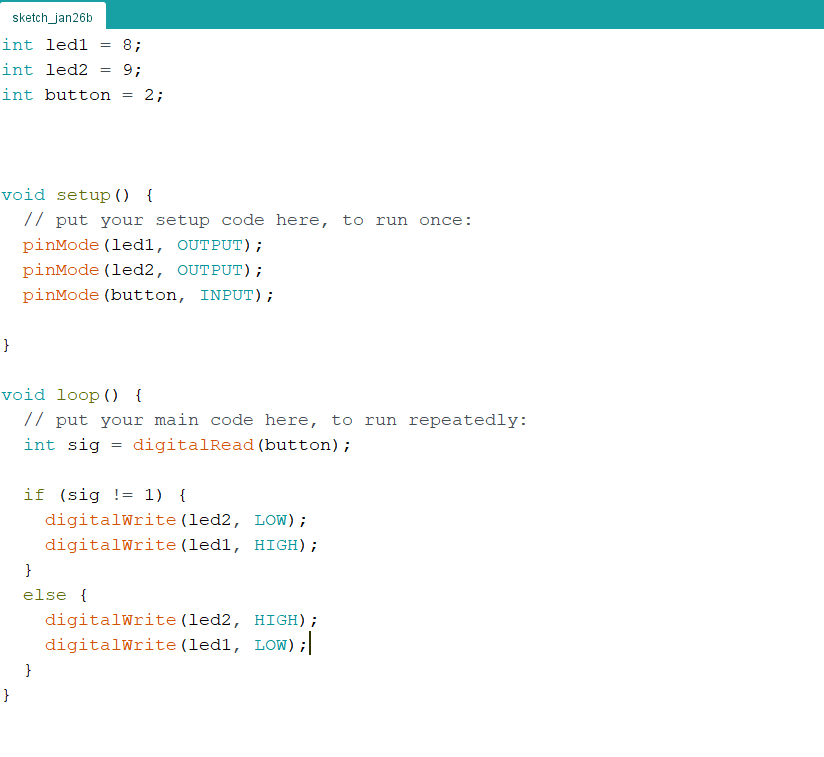 sketch_jan26b
int led1 = 8;
int led2 = 9;
int button = 2;
void setup() {
  // put your setup code here, to run once:
  pinMode(led1, OUTPUT);
  pinMode(led2, OUTPUT);
  pinMode(button, INPUT);
}
void loop() {
  // put your main code here, to run repeatedly:
  int sig = digitalRead(button);
  if (sig != 1) {
    digitalWrite(led2, LOW);
    digitalWrite(led1, HIGH);
  }
  else {
    digitalWrite(led2, HIGH);
    digitalWrite(led1, LOW);
  }
}